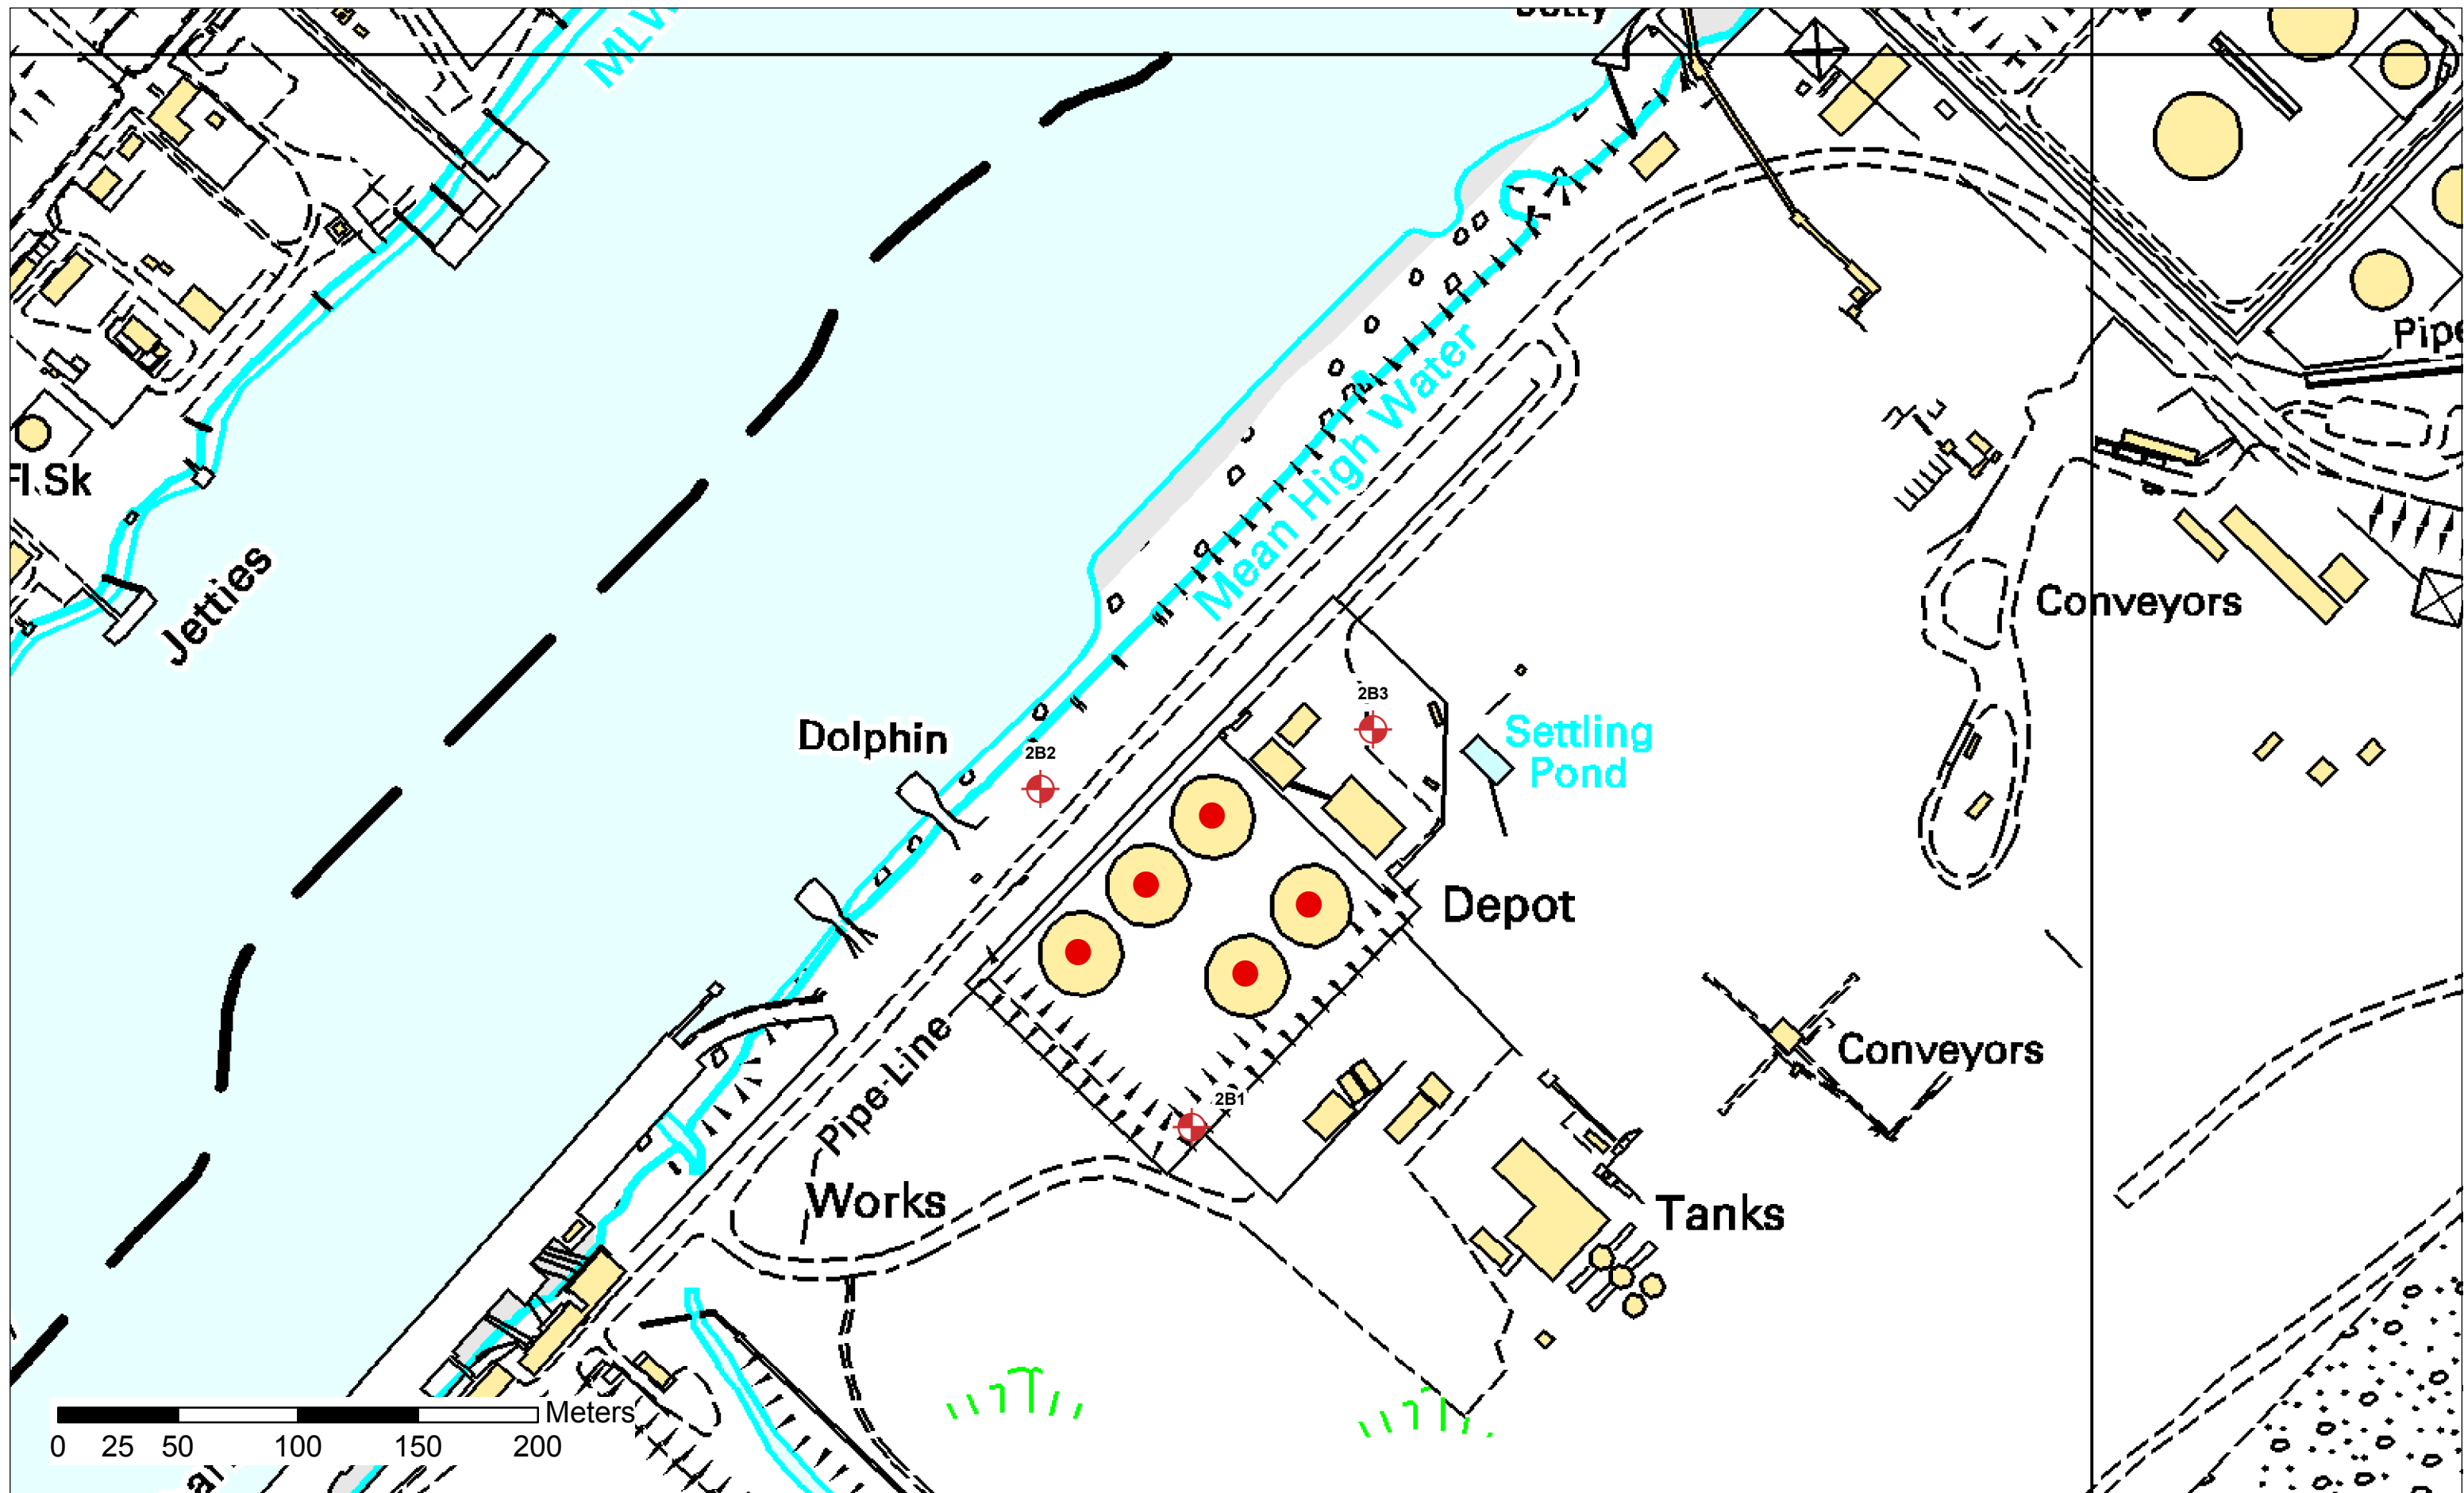 Fl.Sk
Jetties
Mean High Water
Pipe
Conveyors
Dolphin
2B2
2B3
Settling
Pond
Depot
Conveyors
Pipe-Line
2B1
Works
Tanks
Meters
0 25 50 100 150 200